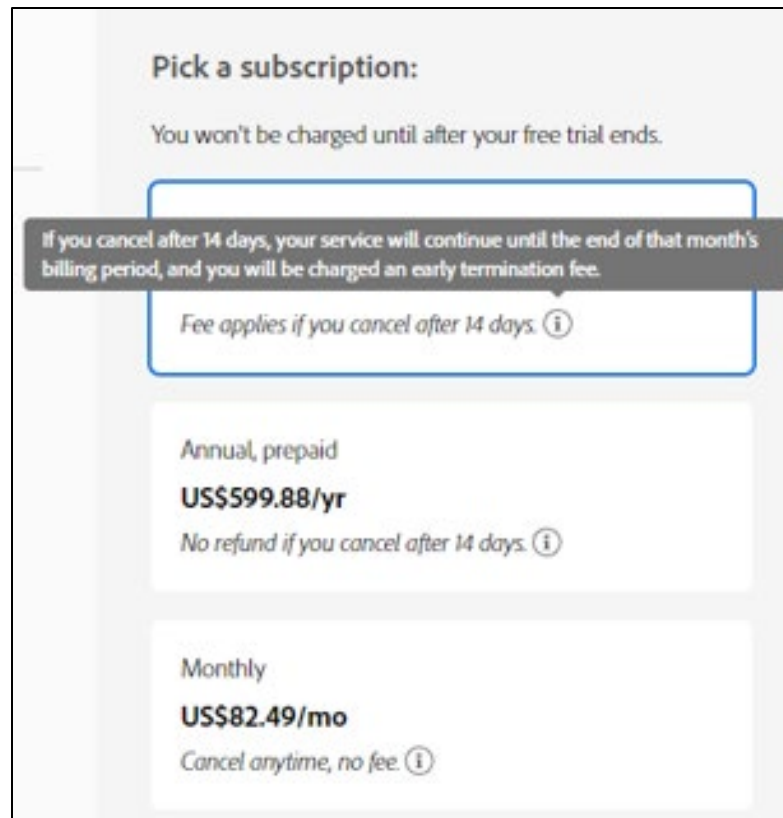 Pick a subscription:
You won't be charged until after your free trial ends.
If you cancel after 14 days, your service will continue until the end of that month's
billing period, and you will be charged an early termination fee.
Fee applies if you cancel after 14 days.
Annual, prepaid
US$599.88/yr
No refund if you cancel after 14 days.
Monthly
US$82.49/mo
Cancel anytime, no fee.